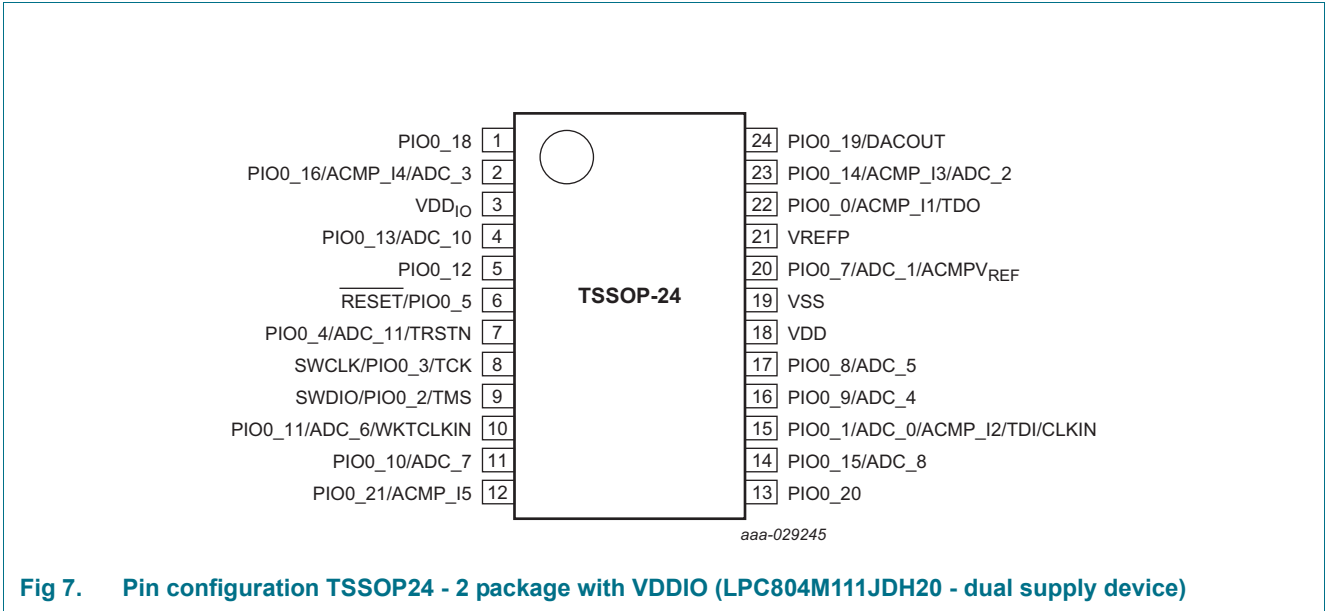 PIO0_18 1
PIO0_16/ACMP_I4/ADC_3 2
VDDIO 3
PIO0_13/ADC_10 4
PIO0_12 5
RESET/PIO0_5 6
PIO0_4/ADC_11/TRSTN 7
SWCLK/PIO0_3/TCK 8
SWDIO/PIO0_2/TMS 9
PIO0_11/ADC_6/WKTCLKIN 10
PIO0_10/ADC_7 11
PIO0_21/ACMP_I5 12
TSSOP-24
24 PIO0_19/DACOUT
23 PIO0_14/ACMP_I3/ADC_2
22 PIO0_0/ACMP_I1/TDO
21 VREFP
20 PIO0_7/ADC_1/ACMPVREF
19 VSS
18 VDD
17 PIO0_8/ADC_5
16 PIO0_9/ADC_4
15 PIO0_1/ADC_0/ACMP_I2/TDI/CLKIN
14 PIO0_15/ADC_8
13 PIO0_20
aaa-029245
Fig 7. Pin configuration TSSOP24 - 2 package with VDDIO (LPC804M111JDH20 - dual supply device)